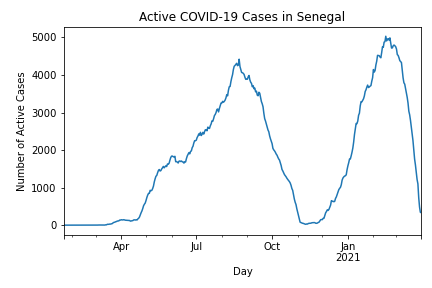 Active COVID-19 Cases in Senegal
Number of Active Cases
5000
4000
3000
2000
1000
0
Apr
Jul
Oct
Jan
2021
Day